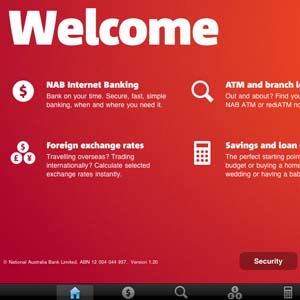 Welcome
NAB Internet Banking
Bank on your time. Secure, fast, simple
banking, when and where you need it.
ATM and branch lo
Out and about? Find you
NAB ATM or rediATM no
Foreign exchange rates
Travelling overseas? Trading
internationally? Calculate selected
exchange rates instantly.
Savings and loan
The perfect starting poin
budget or buying a home
wedding or having a bab
© National Australia Bank Limited. ABN 12 004 044 937. Version 1.20
Security